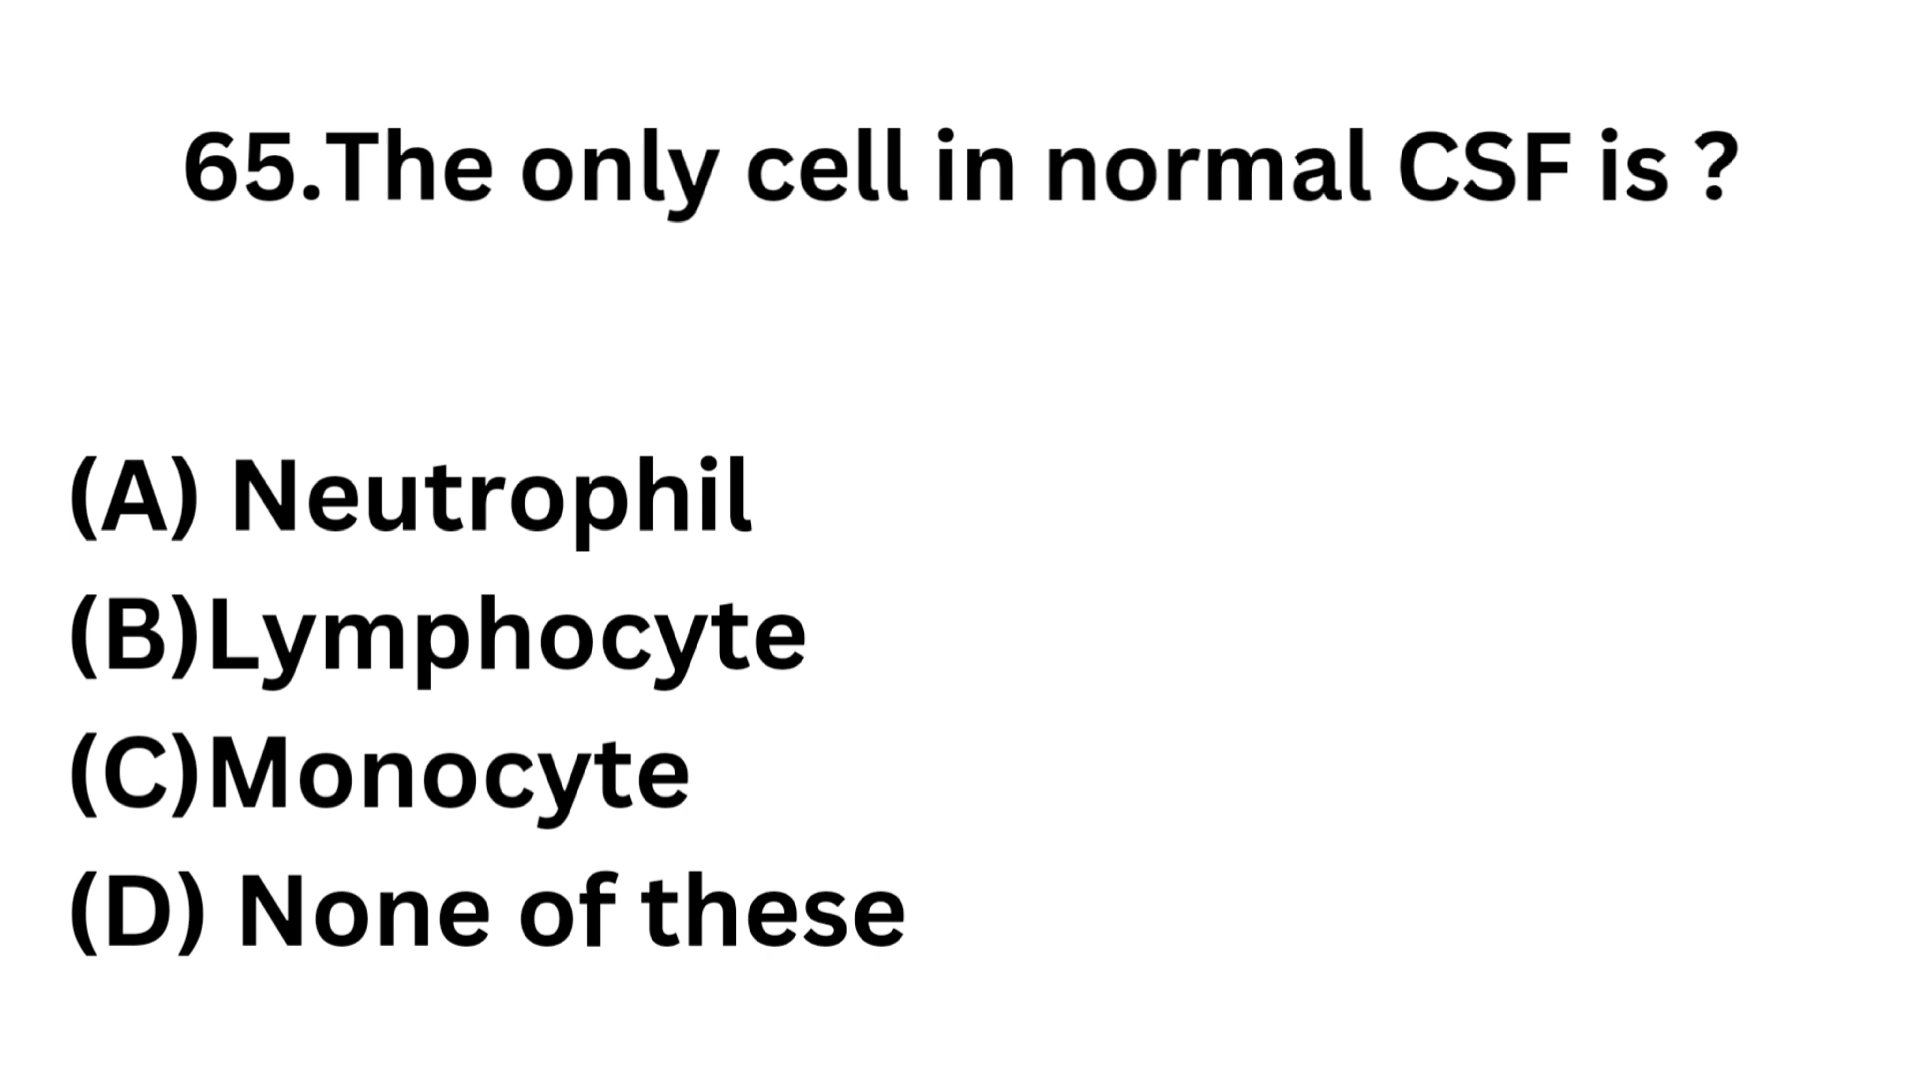 65.The only cell in normal CSF is ?
(A) Neutrophil
(B)Lymphocyte
(C)Monocyte
(D) None of these